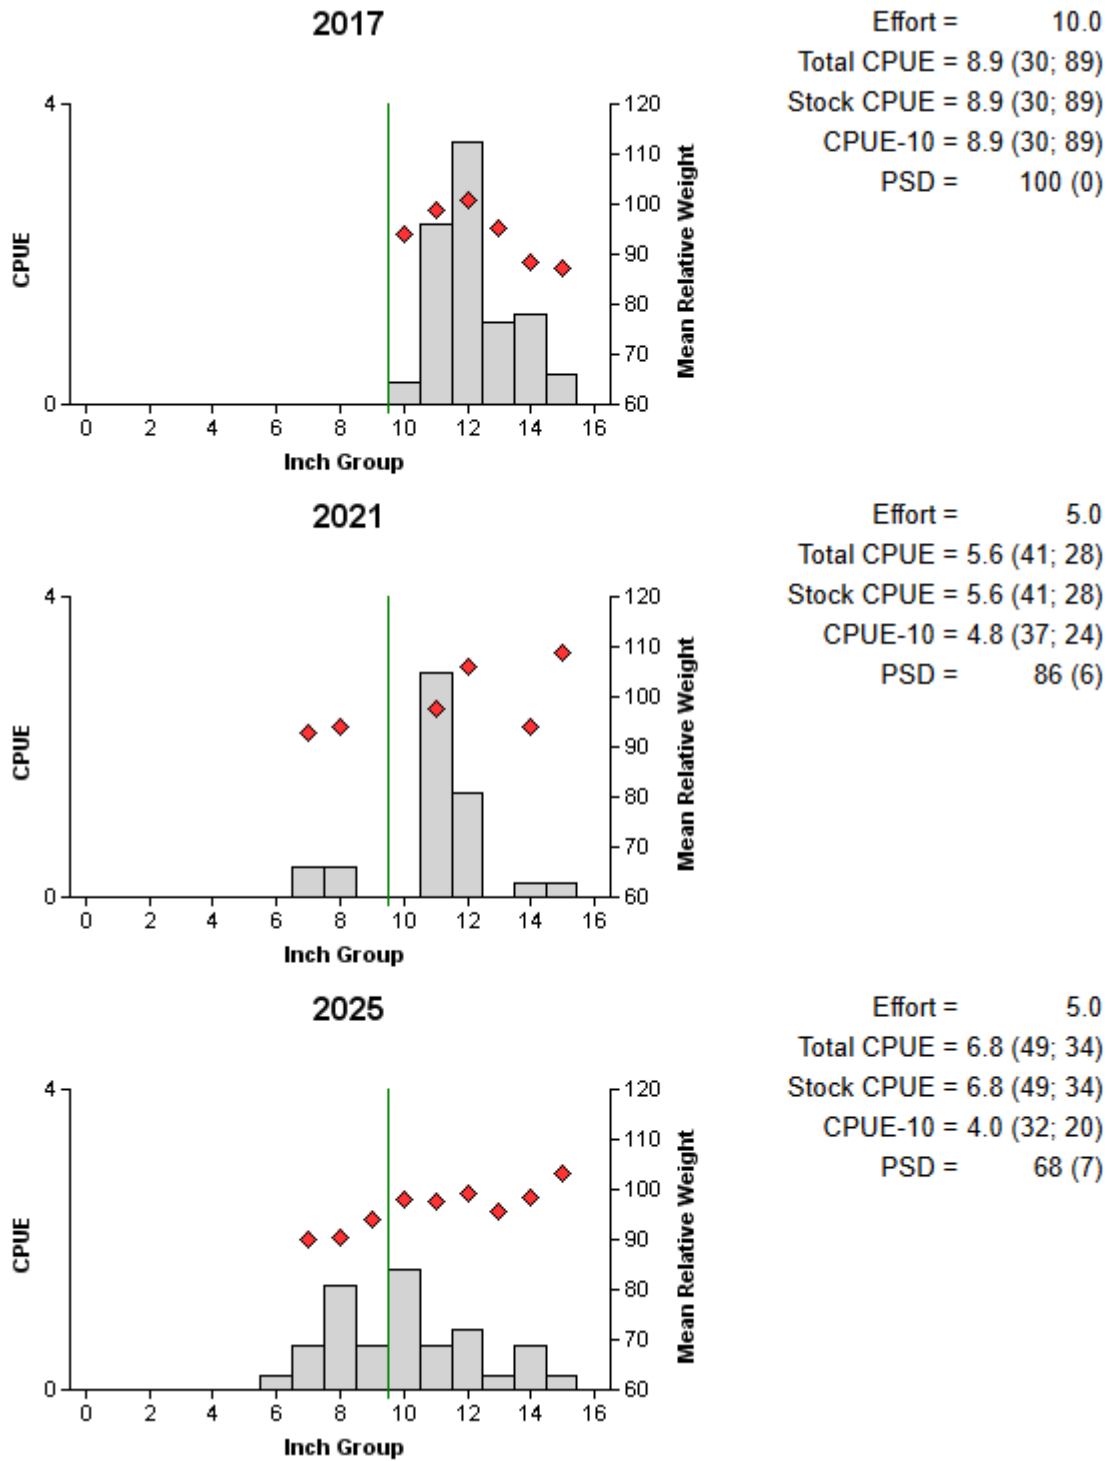 2017
Effort = 10.0
Total CPUE = 8.9 (30; 89)
Stock CPUE = 8.9 (30; 89)
CPUE-10 = 8.9 (30; 89)
PSD = 100 (0)
4
0
CPUE
120
110
100
90
80
70
60
Mean Relative Weight
0 2 4 6 8 10 12 14 16
Inch Group
2021
Effort = 5.0
Total CPUE = 5.6 (41; 28)
Stock CPUE = 5.6 (41; 28)
CPUE-10 = 4.8 (37; 24)
PSD = 86 (6)
4
0
CPUE
120
110
100
90
80
70
60
Mean Relative Weight
0 2 4 6 8 10 12 14 16
Inch Group
2025
Effort = 5.0
Total CPUE = 6.8 (49; 34)
Stock CPUE = 6.8 (49; 34)
CPUE-10 = 4.0 (32; 20)
PSD = 68 (7)
4
0
CPUE
120
110
100
90
80
70
60
Mean Relative Weight
0 2 4 6 8 10 12 14 16
Inch Group